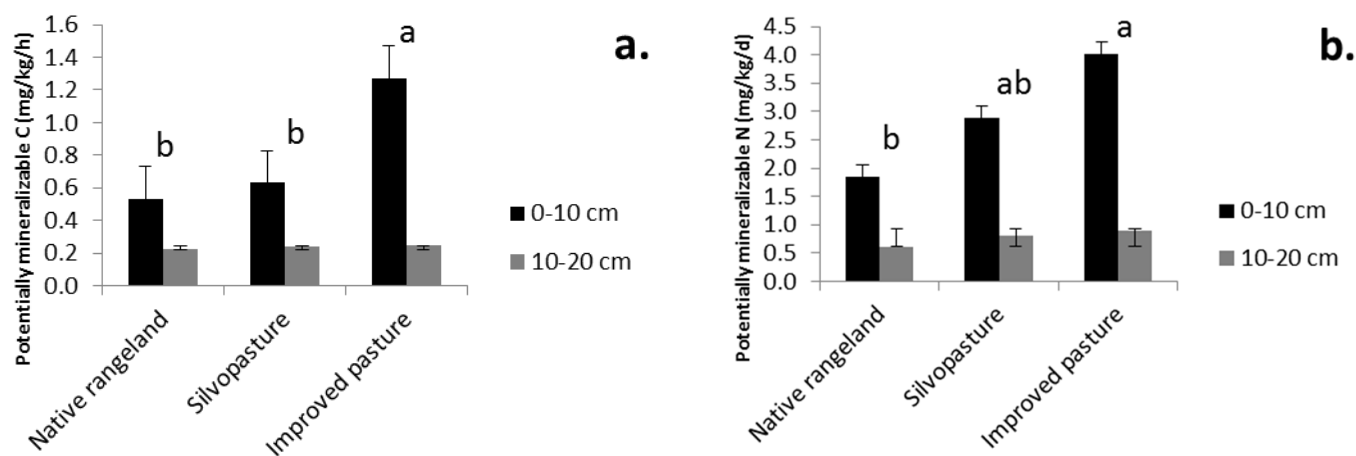 a.
Potentially mineralizable C (mg/kg/h)
1.6
1.4
1.2
1.0
0.8
0.6
0.4
0.2
0.0
b
b
a
Native rangeland
Silvopasture
Improved pasture
0-10 cm
10-20 cm
b.
Potentially mineralizable N (mg/kg/d)
4.5
4.0
3.5
3.0
2.5
2.0
1.5
1.0
0.5
0.0
b
ab
a
Native rangeland
Silvopasture
Improved pasture
0-10 cm
10-20 cm